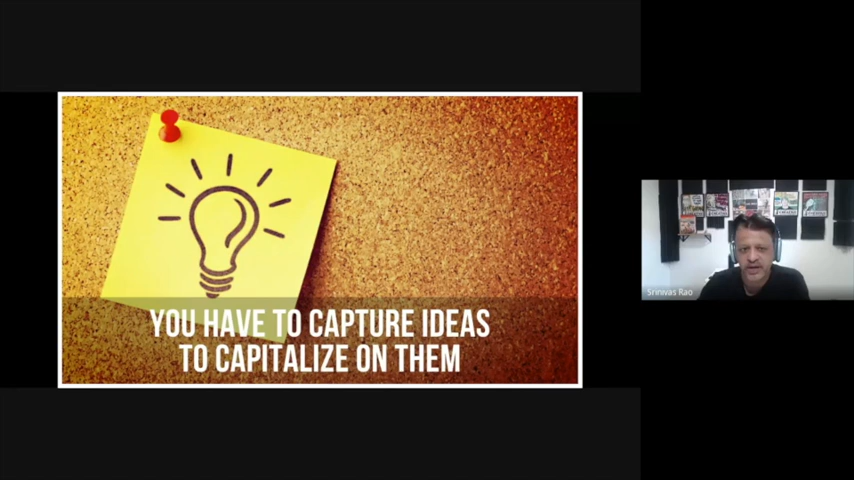 YOU HAVE TO CAPTURE IDEAS
TO CAPITALIZE ON THEM
Srinivas Rao